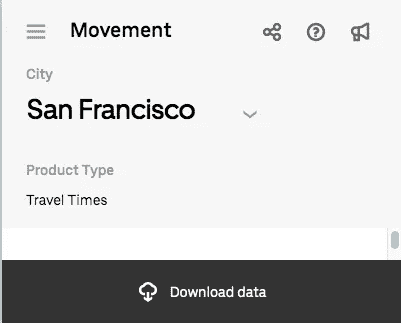 Movement
City
San Francisco
Product Type
Travel Times
Download data